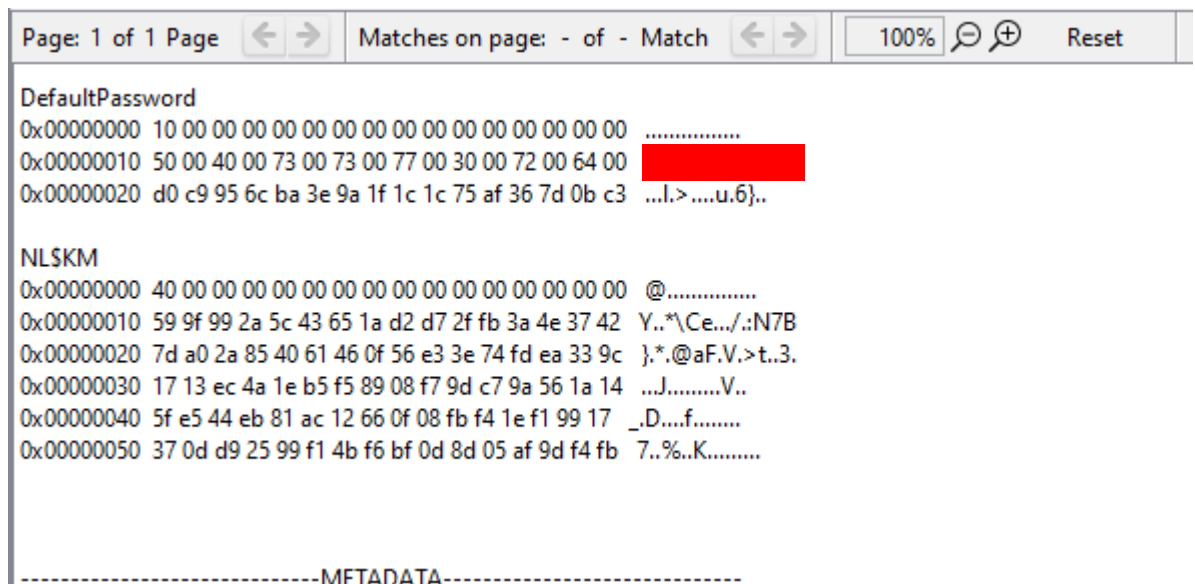 Page: 1 of 1 Page Matches on page: - of - Match 100% Reset
DefaultPassword
0x00000000 10 00 00 00 00 00 00 00 00 00 00 00 00 00 00 00 ................
0x00000010 50 00 40 00 73 00 73 00 77 00 30 00 72 00 64 00
0x00000020 d0 c9 95 6c ba 3e 9a 1f 1c 1c 75 af 36 7d 0b c3 ...l.>....u.6}..
NL$KM
0x00000000 40 00 00 00 00 00 00 00 00 00 00 00 00 00 00 00 @...............
0x00000010 59 9f 99 2a 5c 43 65 1a d2 d7 2f fb 3a 4e 37 42 Y..*\Ce.../.:N7B
0x00000020 7d a0 2a 85 40 61 46 0f 56 e3 3e 74 fd ea 33 9c }.*.@aF.V.>t..3.
0x00000030 17 13 ec 4a 1e b5 f5 89 08 f7 9d c7 9a 56 1a 14 ...J.........V..
0x00000040 5f e5 44 eb 81 ac 12 66 0f 08 fb f4 1e f1 99 17 _.D....f........
0x00000050 37 0d d9 25 99 f1 4b f6 bf 0d 8d 05 af 9d f4 fb 7..%..K.........
------------------------------METADATA------------------------------